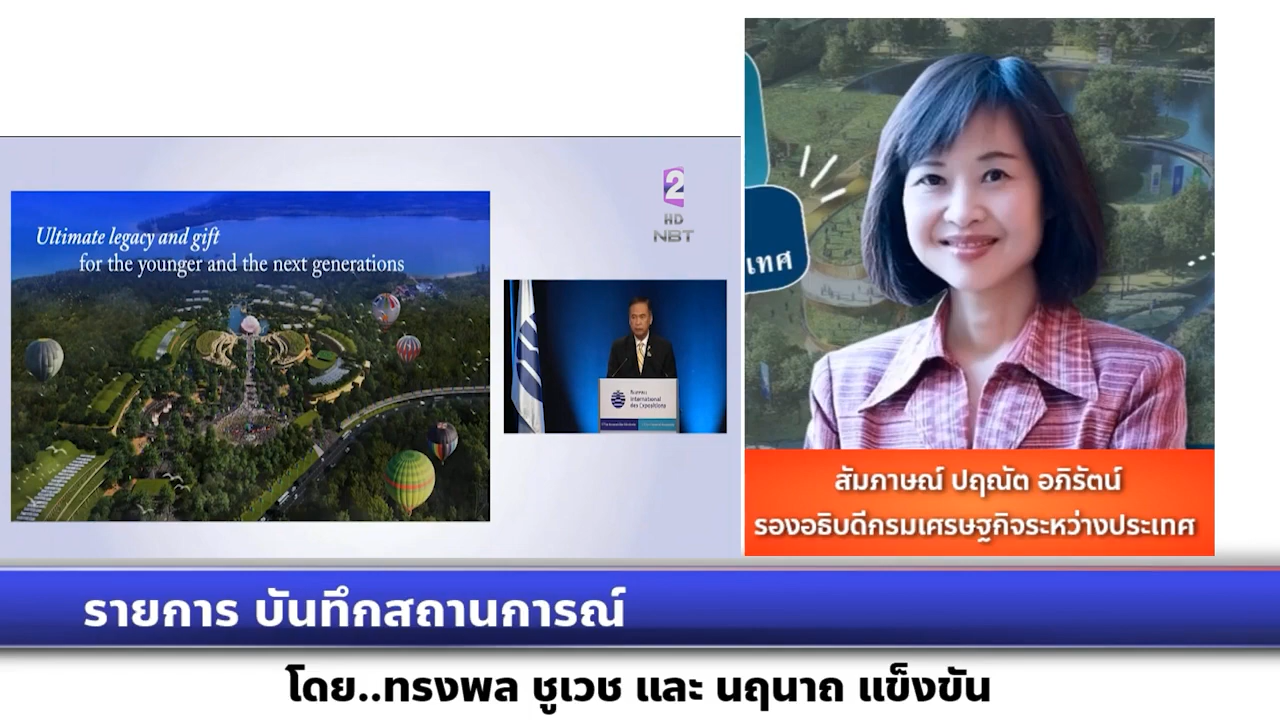 Ultimate legacy and gift
for the younger and the next generations
2
HD
NBT
Bureau
International
des Expositions
เทศ
สัมภาษณ์ ปฤณัต อภิรัตน์
รองอธิบดีกรมเศรษฐกิจระหว่างประเทศ
รายการ บันทึกสถานการณ์
โดย..ทรงพล ชูเวช และ นฤนาถ แข็งขัน